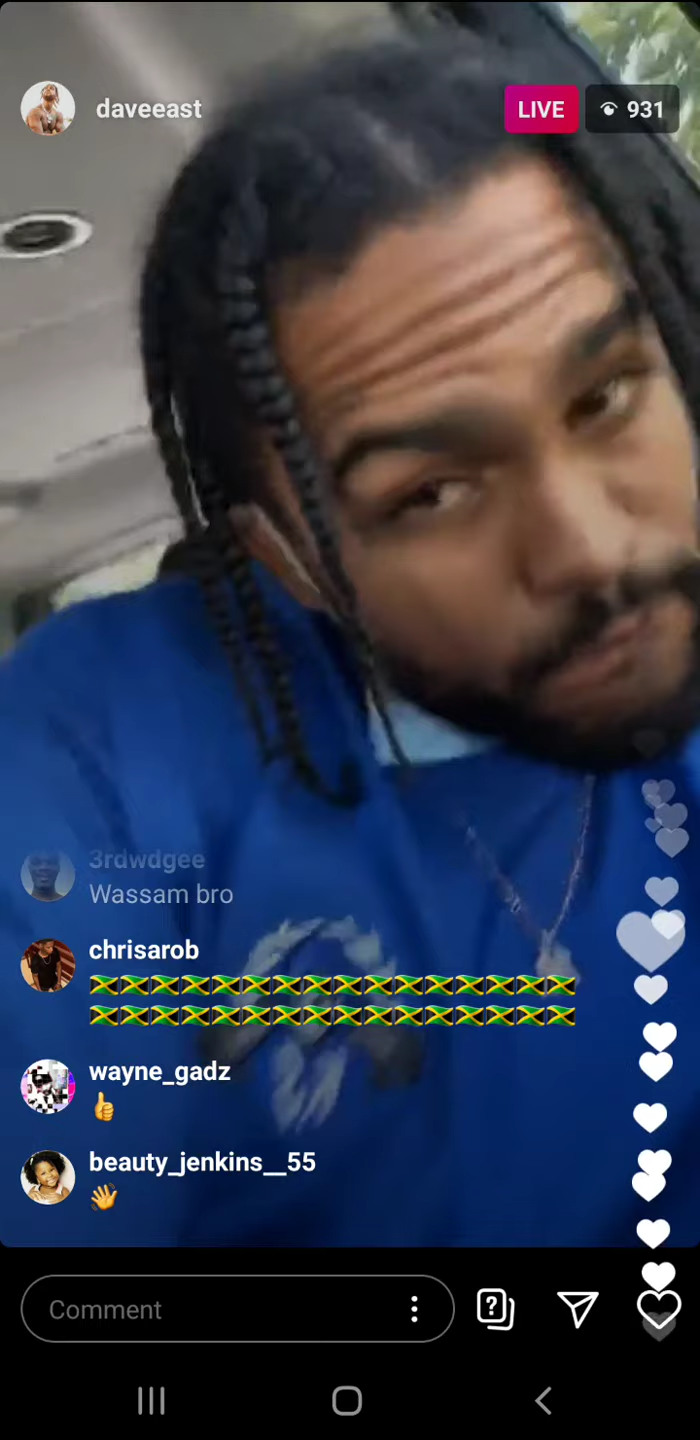 daveeast
LIVE
931
3rdwdgee
Wassam bro
chrisarob
🇯🇲🇯🇲🇯🇲🇯🇲🇯🇲🇯🇲🇯🇲🇯🇲🇯🇲🇯🇲🇯🇲🇯🇲🇯🇲🇯🇲🇯🇲🇯🇲
🇯🇲🇯🇲🇯🇲🇯🇲🇯🇲🇯🇲🇯🇲🇯🇲🇯🇲🇯🇲🇯🇲🇯🇲🇯🇲🇯🇲🇯🇲🇯🇲
wayne_gadz
👍
beauty_jenkins__55
👋
Comment